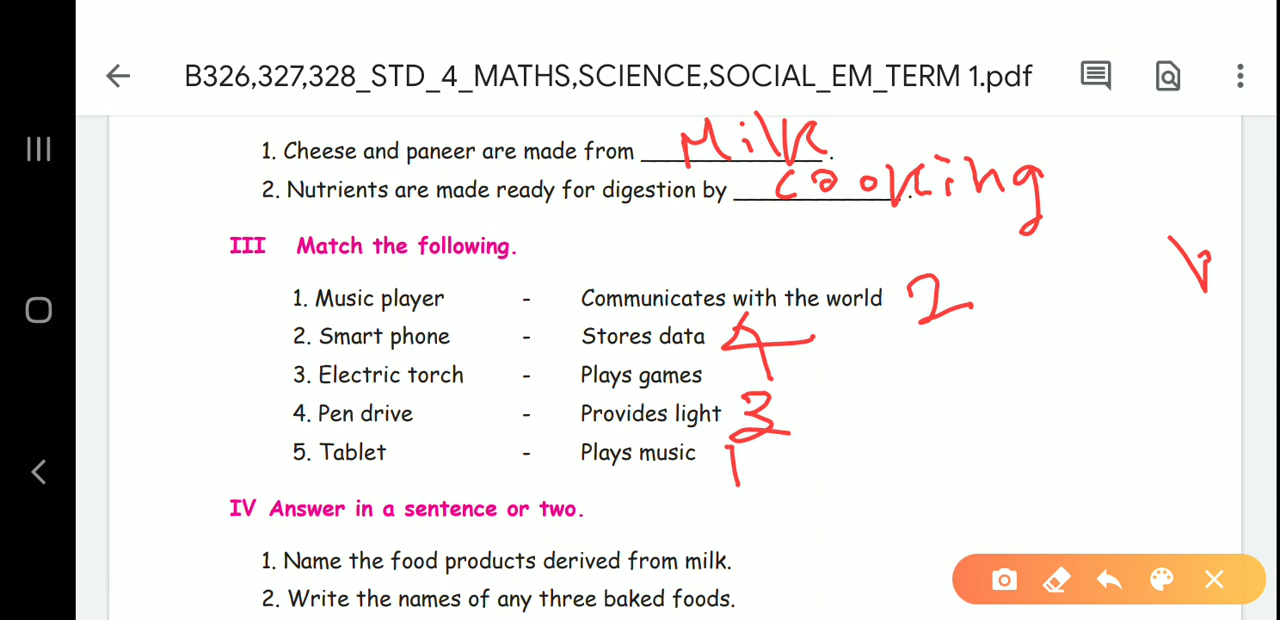 B326,327,328_STD_4_MATHS,SCIENCE,SOCIAL_EM_TERM 1.pdf
1. Cheese and paneer are made from ____________ Milk.
2. Nutrients are made ready for digestion by ____________ cooking.
III Match the following.
1. Music player - Communicates with the world 2
2. Smart phone - Stores data 4
3. Electric torch - Plays games
4. Pen drive - Provides light 3
5. Tablet - Plays music 1
IV Answer in a sentence or two.
1. Name the food products derived from milk.
2. Write the names of any three baked foods.